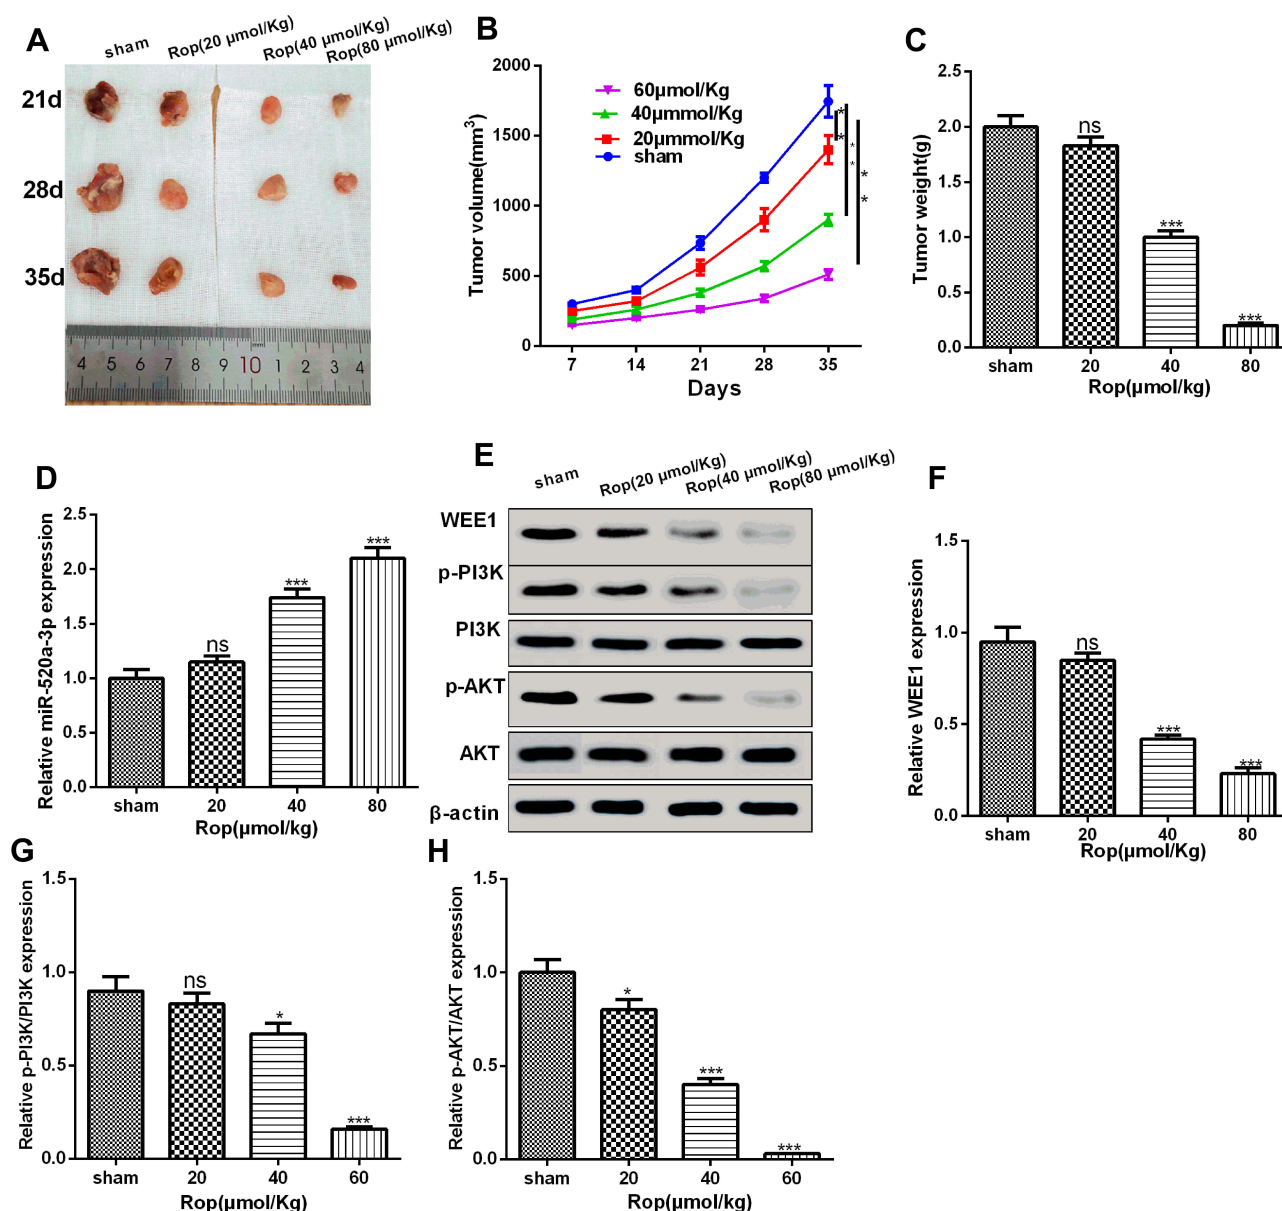 A
sham
Rop(20 µmol/Kg)
Rop(40 µmol/Kg)
Rop(80 µmol/Kg)
21d
28d
35d
4 5 6 7 8 9 10 1 2 3 4
B
Tumor volume(mm3)
2000
1500
1000
500
0
60µmol/Kg
40µmmol/Kg
20µmmol/Kg
sham
* *
* *
* *
7 14 21 28 35
Days
C
Tumor weight(g)
2.5
2.0
1.5
1.0
0.5
0.0
ns
***
***
sham 20 40 80
Rop(µmol/kg)
D
Relative miR-520a-3p expression
2.5
2.0
1.5
1.0
0.5
0.0
ns
***
***
sham 20 40 80
Rop(µmol/kg)
E
sham
Rop(20 µmol/Kg)
Rop(40 µmol/Kg)
Rop(80 µmol/Kg)
WEE1
p-PI3K
PI3K
p-AKT
AKT
β-actin
F
Relative WEE1 expression
1.5
1.0
0.5
0.0
ns
***
***
sham 20 40 80
Rop(µmol/Kg)
G
Relative p-PI3K/PI3K expression
1.5
1.0
0.5
0.0
ns
*
***
sham 20 40 60
Rop(µmol/Kg)
H
Relative p-AKT/AKT expression
1.5
1.0
0.5
0.0
*
***
***
sham 20 40 60
Rop(µmol/kg)